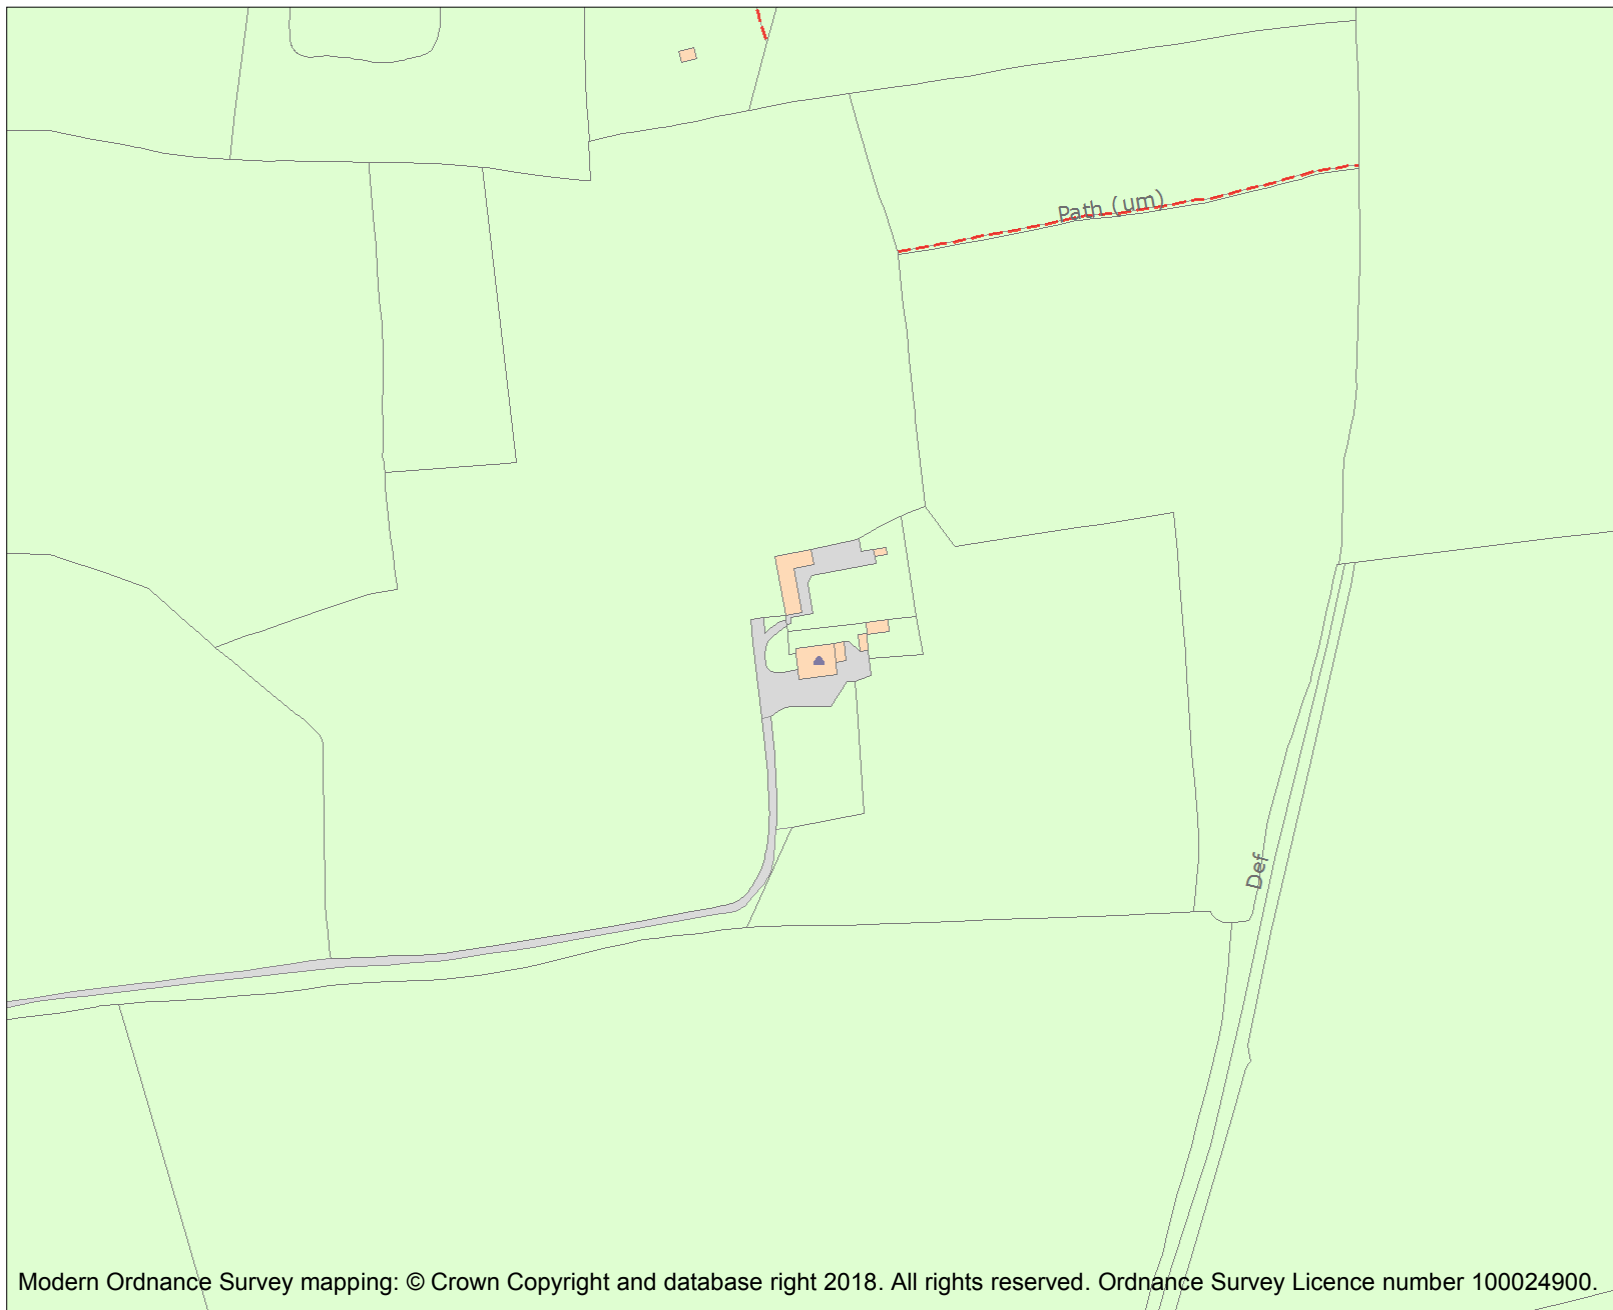 Path (um)
Def
Modern Ordnance Survey mapping: © Crown Copyright and database right 2018. All rights reserved. Ordnance Survey Licence number 100024900.